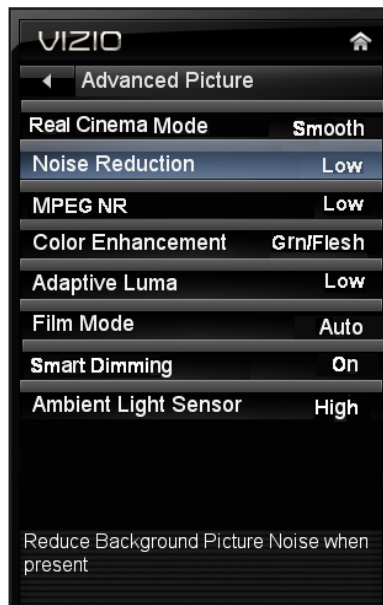 VIZIO
Advanced Picture
Real Cinema Mode Smooth
Noise Reduction Low
MPEG NR Low
Color Enhancement Grn/Flesh
Adaptive Luma Low
Film Mode Auto
Smart Dimming On
Ambient Light Sensor High
Reduce Background Picture Noise when
present